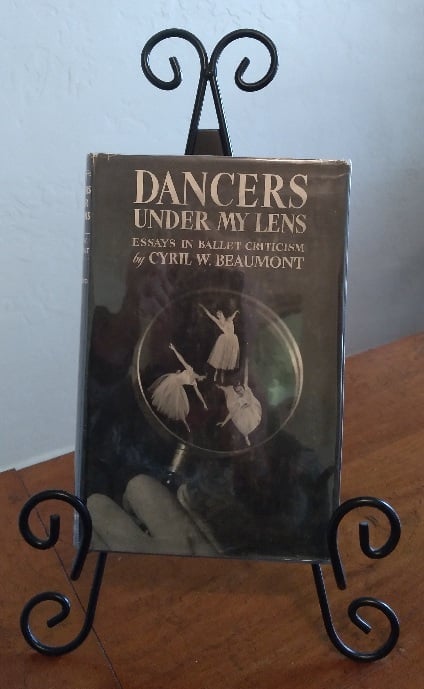 DANCERS
UNDER MY LENS
ESSAYS IN BALLET CRITICISM
by CYRIL W. BEAUMONT